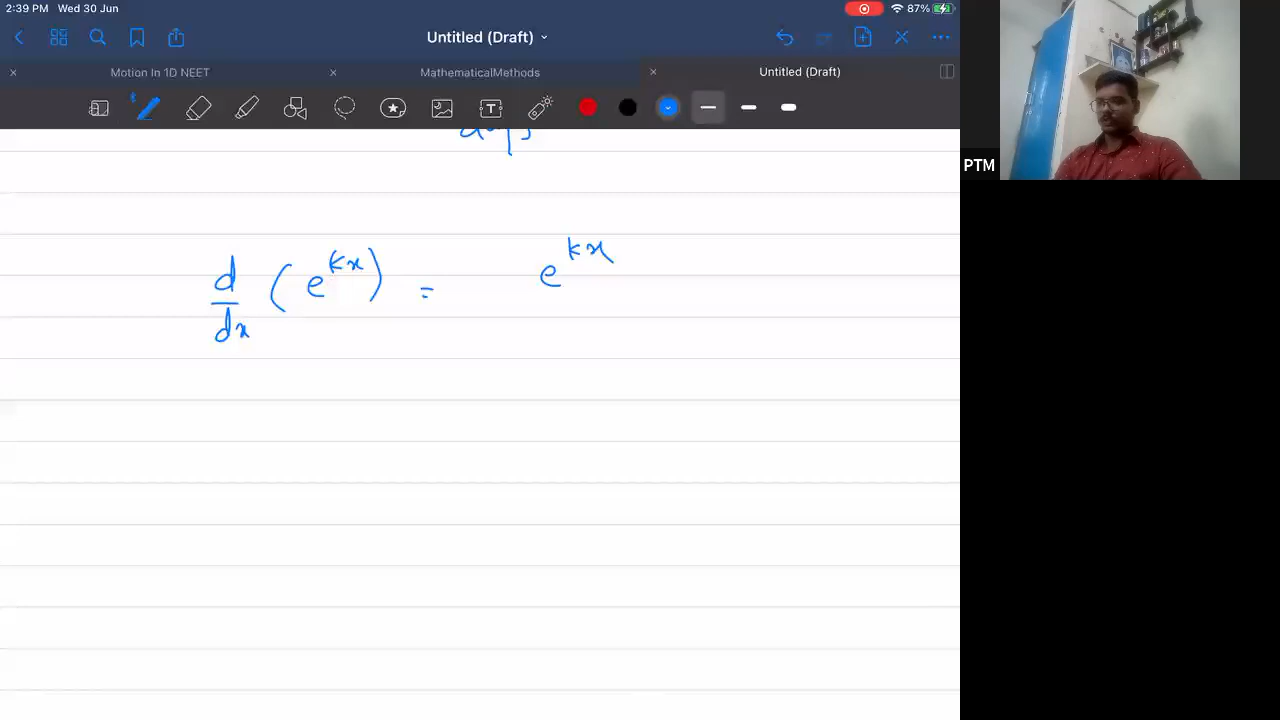 2:39 PM Wed 30 Jun 87%
Untitled (Draft)
Motion In 1D NEET MathematicalMethods Untitled (Draft)
T
PTM
d/dx (e^{kx}) = e^{kx}